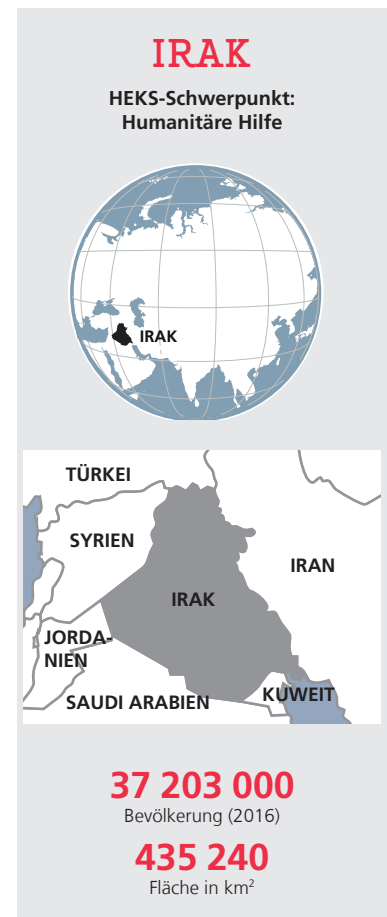 IRAK
HEKS-Schwerpunkt:
Humanitäre Hilfe
IRAK
TÜRKEI
SYRIEN
IRAN
IRAK
JORDA-
NIEN
SAUDI ARABIEN
KUWEIT
37 203 000
Bevölkerung (2016)
435 240
Fläche in km²